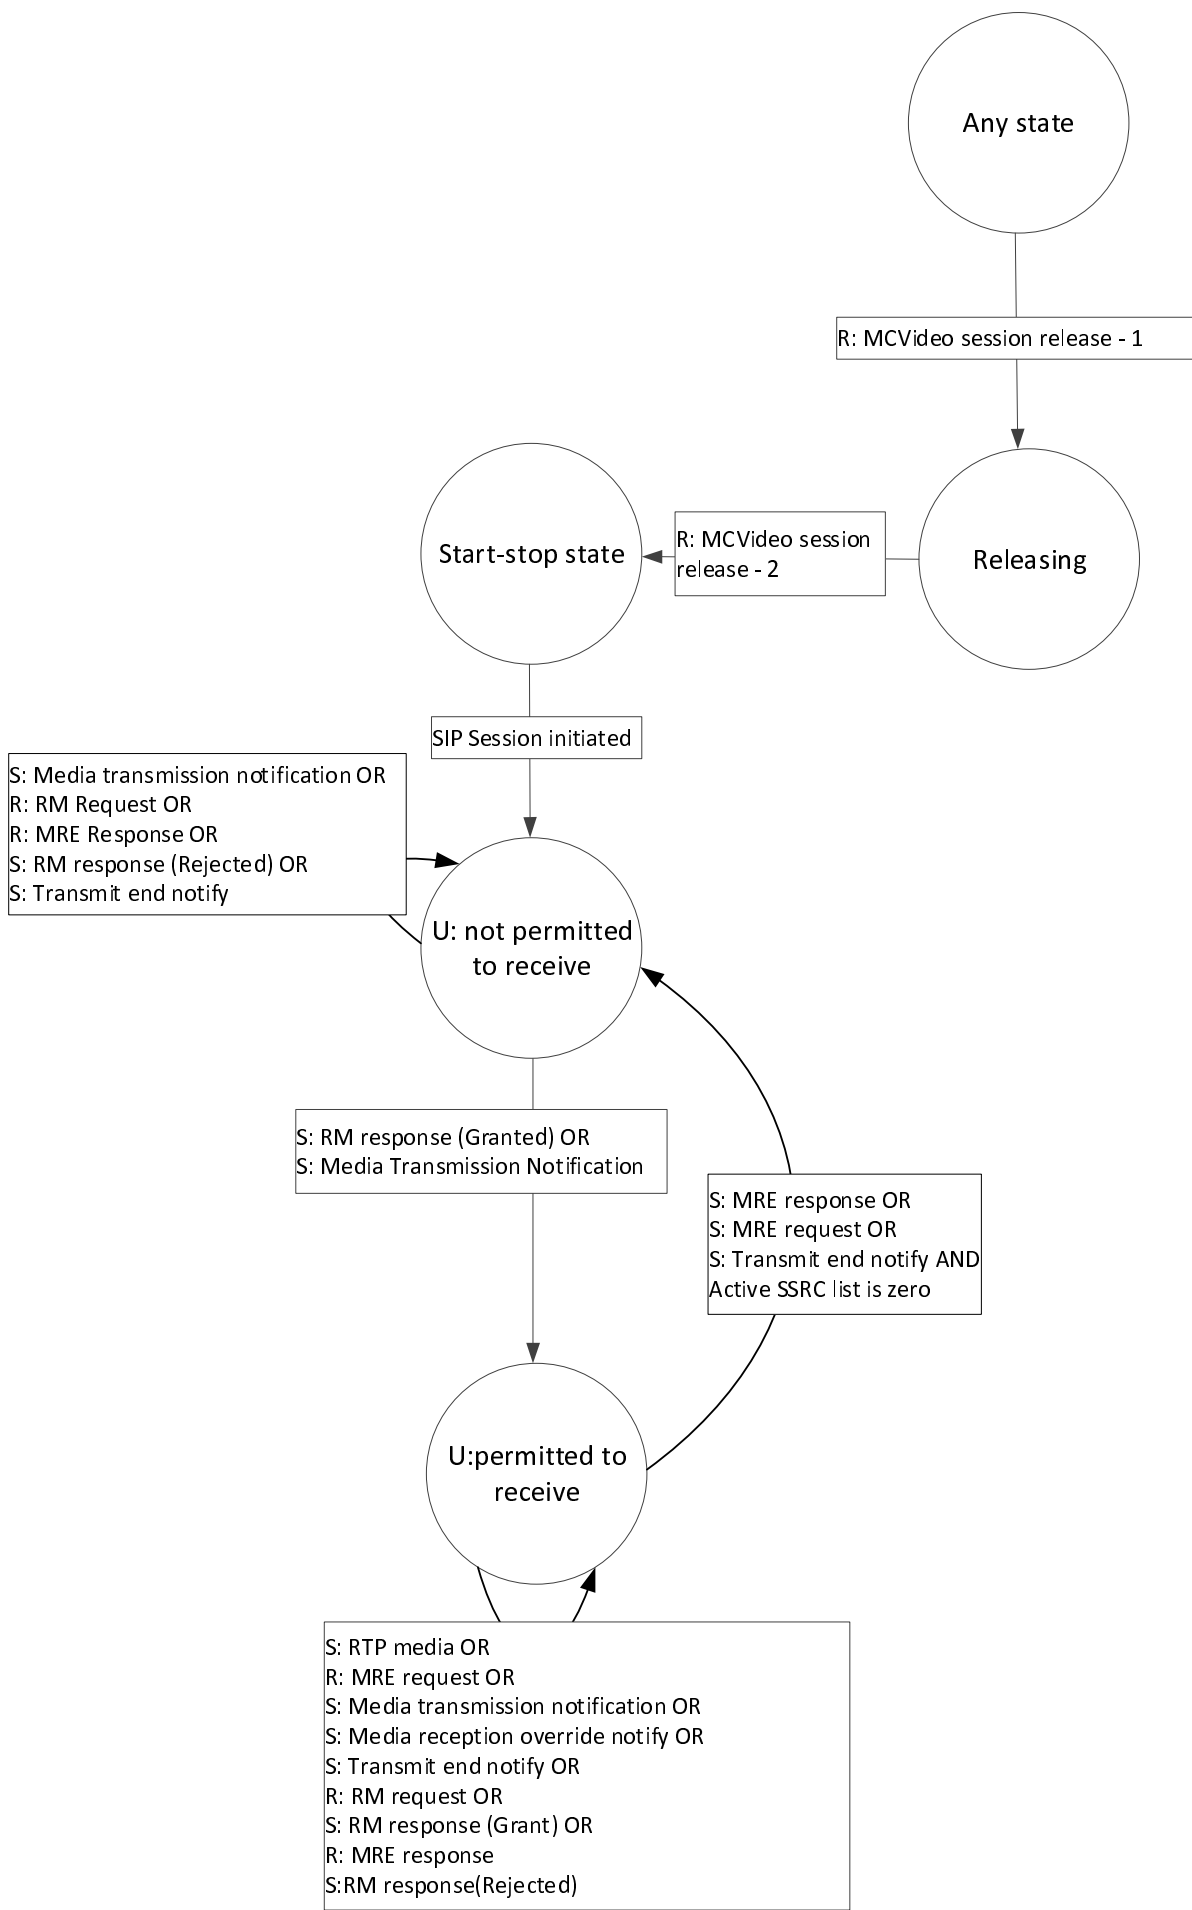 Any state
R: MCVideo session release - 1
Start-stop state
R: MCVideo session
release - 2
Releasing
SIP Session initiated
S: Media transmission notification OR
R: RM Request OR
R: MRE Response OR
S: RM response (Rejected) OR
S: Transmit end notify
U: not permitted
to receive
S: RM response (Granted) OR
S: Media Transmission Notification
S: MRE response OR
S: MRE request OR
S: Transmit end notify AND
Active SSRC list is zero
U:permitted to
receive
S: RTP media OR
R: MRE request OR
S: Media transmission notification OR
S: Media reception override notify OR
S: Transmit end notify OR
R: RM request OR
S: RM response (Grant) OR
R: MRE response
S:RM response(Rejected)